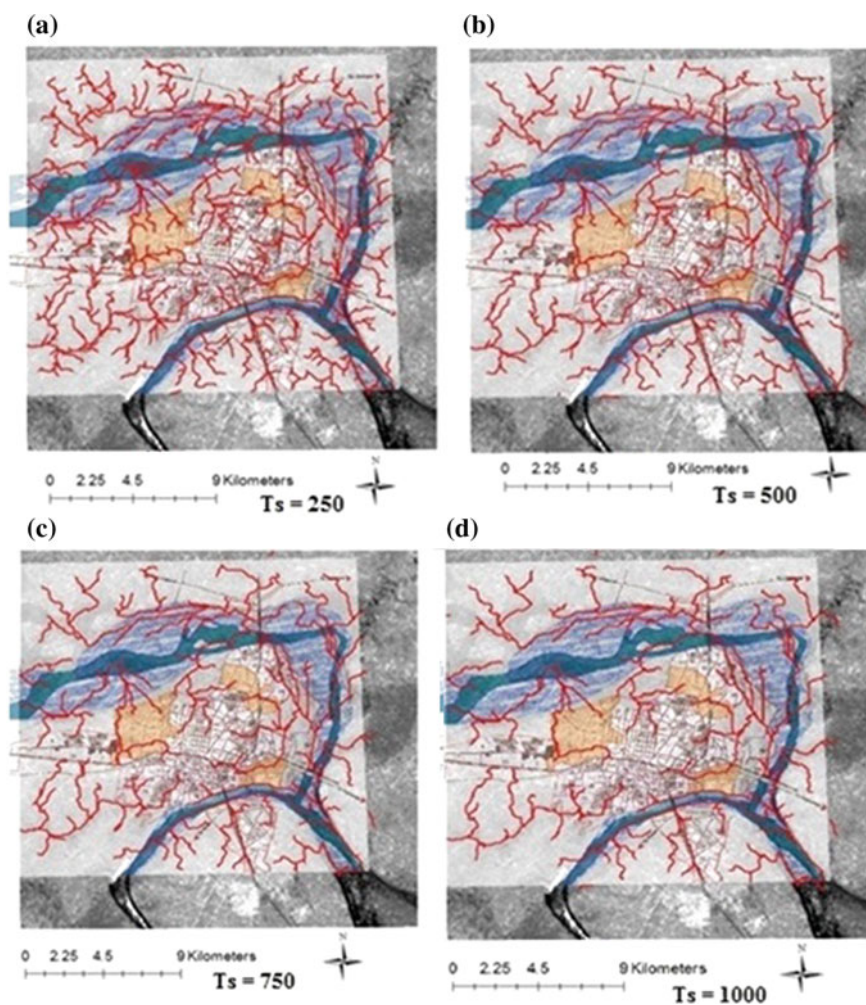 (a)
(b)
0 2.25 4.5 9 Kilometers
N
Ts = 250
0 2.25 4.5 9 Kilometers
N
Ts = 500
(c)
(d)
0 2.25 4.5 9 Kilometers
N
Ts = 750
0 2.25 4.5 9 Kilometers
N
Ts = 1000